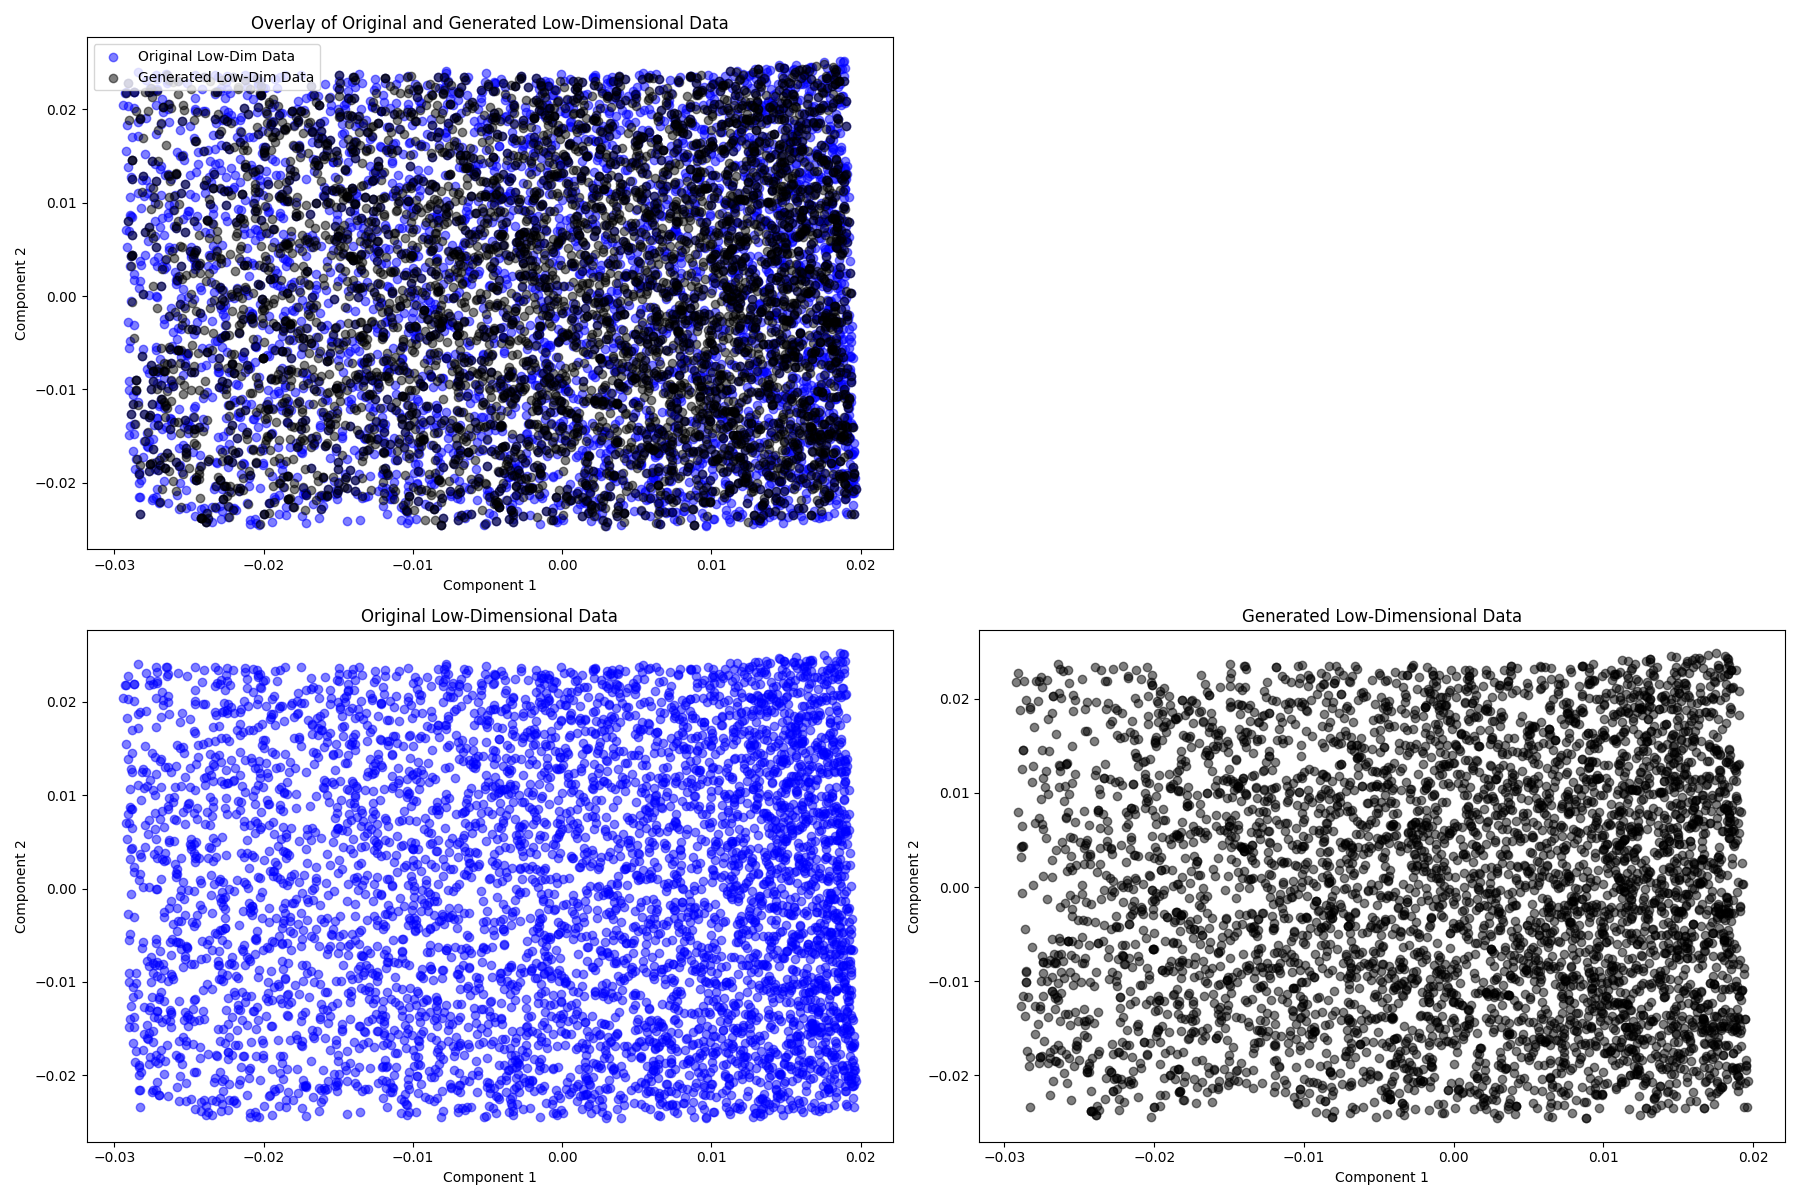 Overlay of Original and Generated Low-Dimensional Data
Original Low-Dim Data
Generated Low-Dim Data
0.02
0.01
0.00
−0.01
−0.02
Component 2
−0.03 −0.02 −0.01 0.00 0.01 0.02
Component 1
Original Low-Dimensional Data
0.02
0.01
0.00
−0.01
−0.02
Component 2
−0.03 −0.02 −0.01 0.00 0.01 0.02
Component 1
Generated Low-Dimensional Data
0.02
0.01
0.00
−0.01
−0.02
Component 2
−0.03 −0.02 −0.01 0.00 0.01 0.02
Component 1